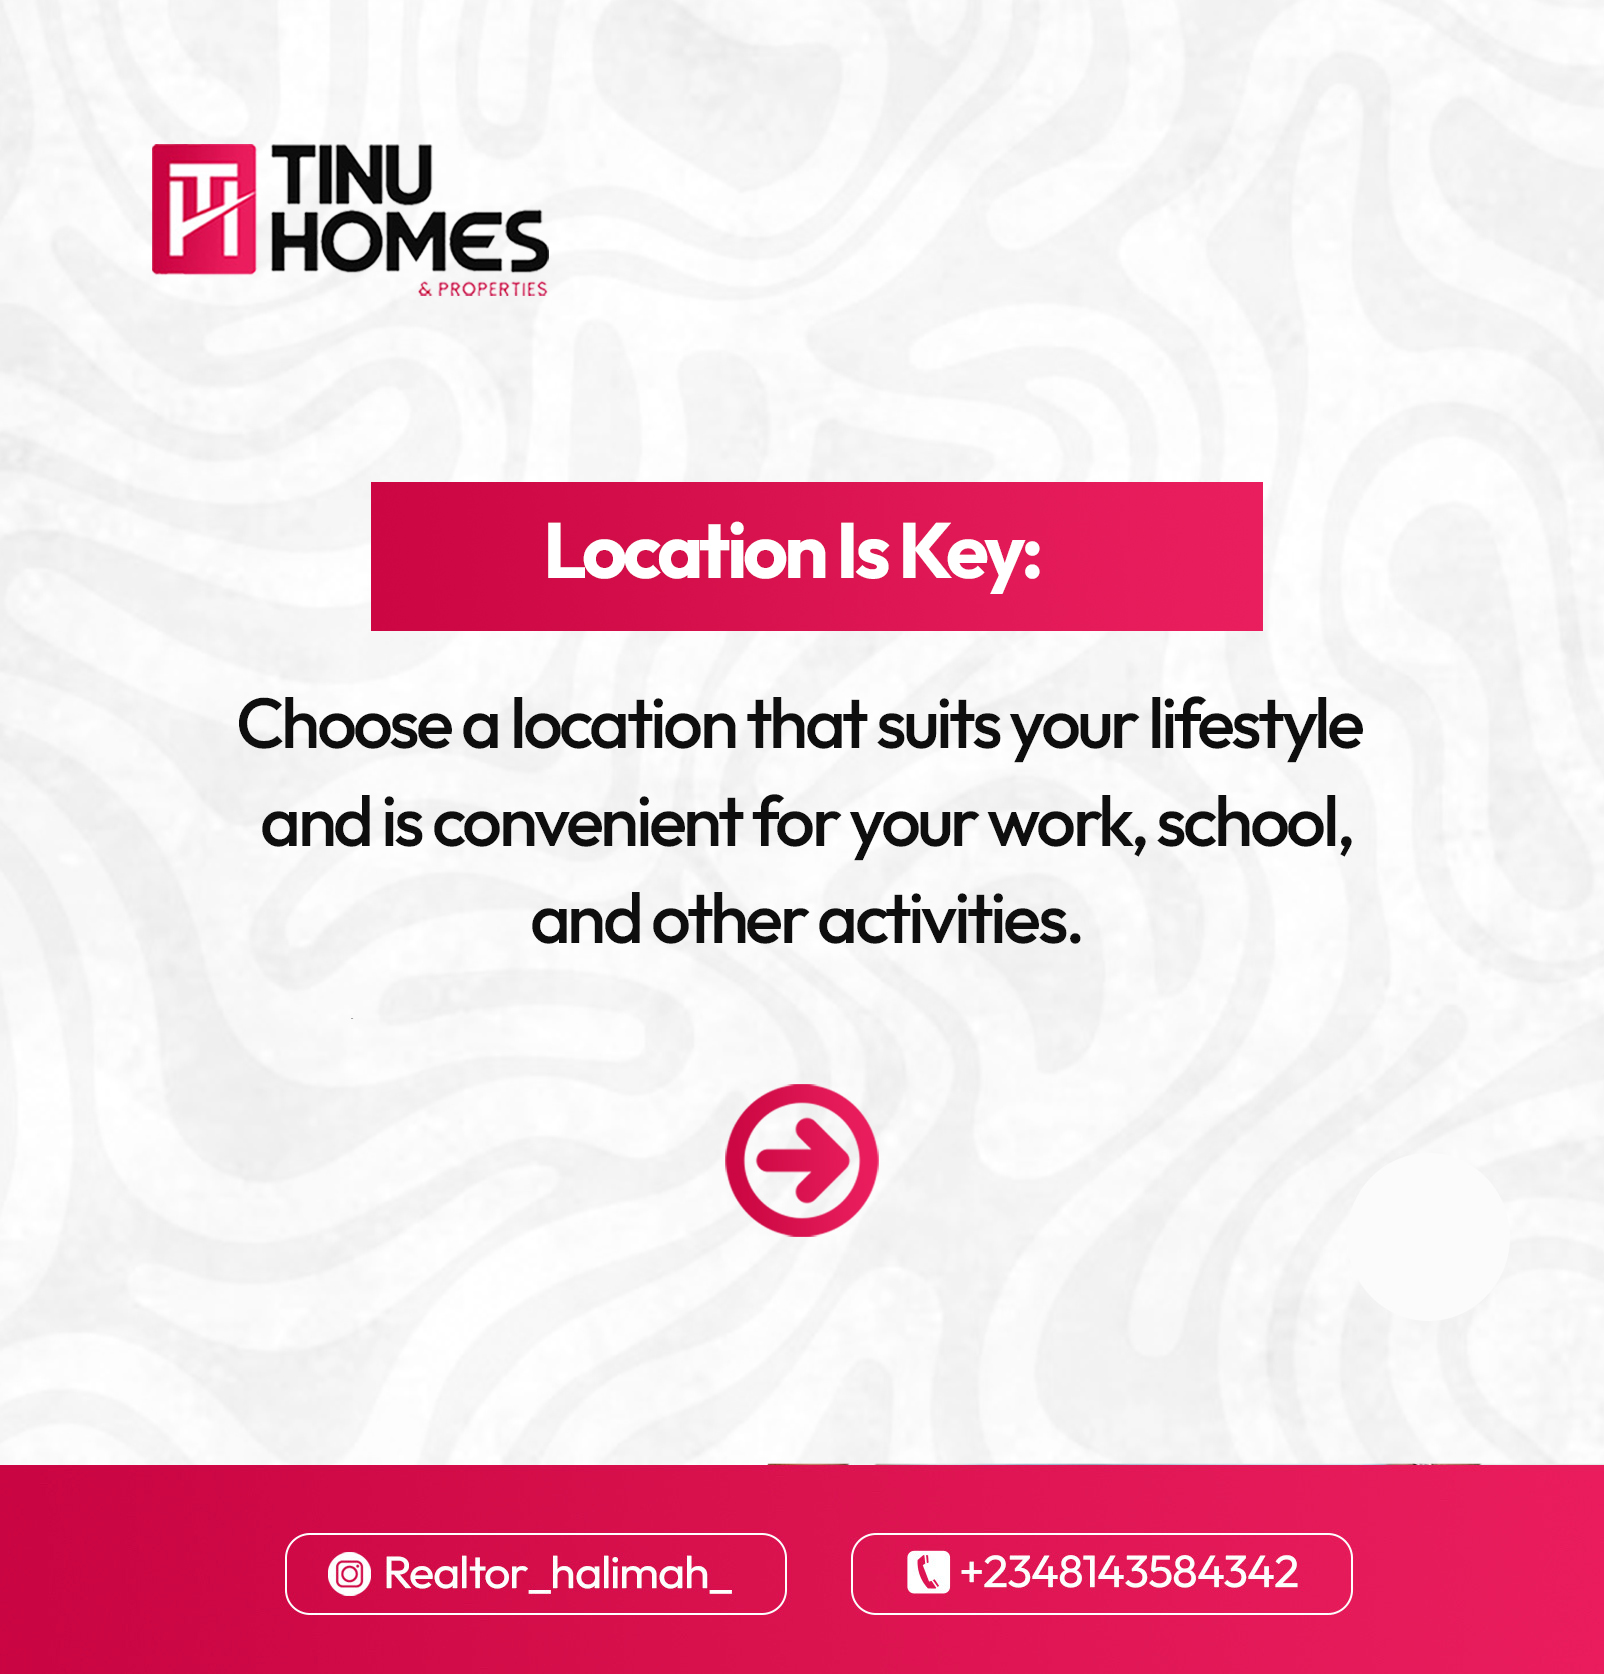 TINU
HOMES
& PROPERTIES
Location Is Key:
Choose a location that suits your lifestyle
and is convenient for your work, school,
and other activities.
Realtor_halimah_
+2348143584342